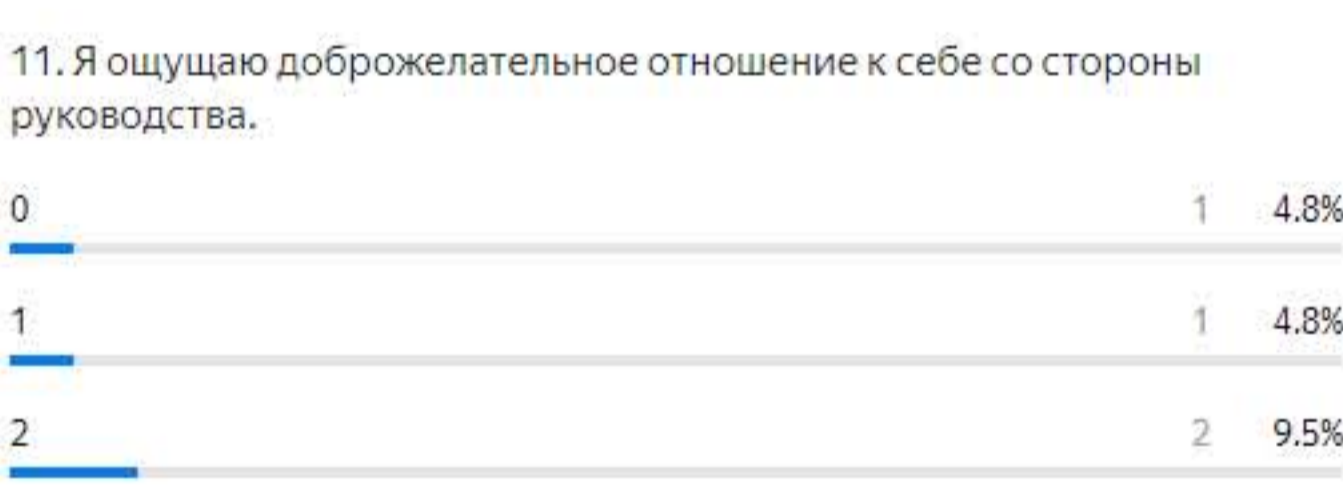 11. Я ощущаю доброжелательное отношение к себе со стороны
руководства.
0 1 4.8%
1 1 4.8%
2 2 9.5%